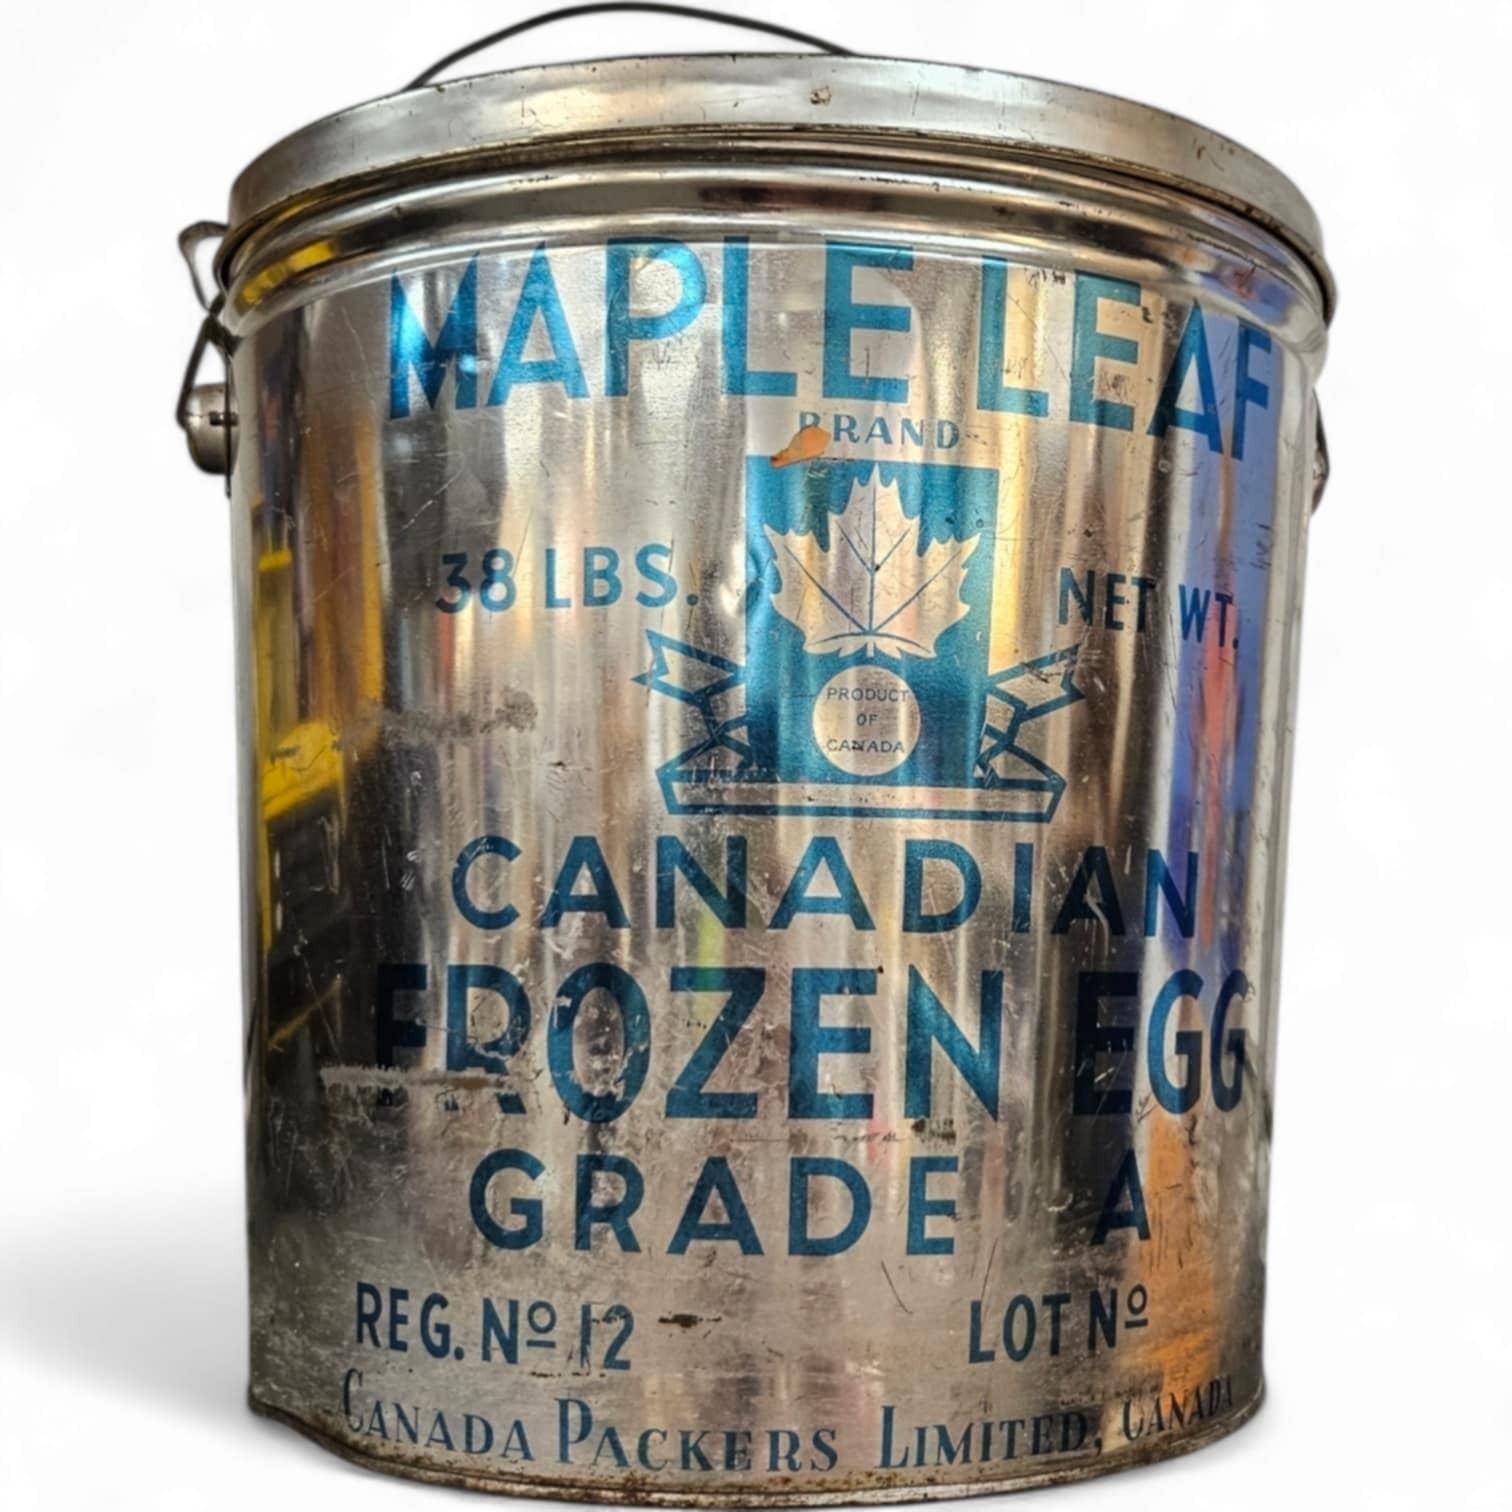 MAPLE LEAF
BRAND
38 LBS. NET WT.
PRODUCT
OF
CANADA
CANADIAN
FROZEN EGG
GRADE A
REG. Nº 12 LOT Nº
CANADA PACKERS LIMITED, CANADA